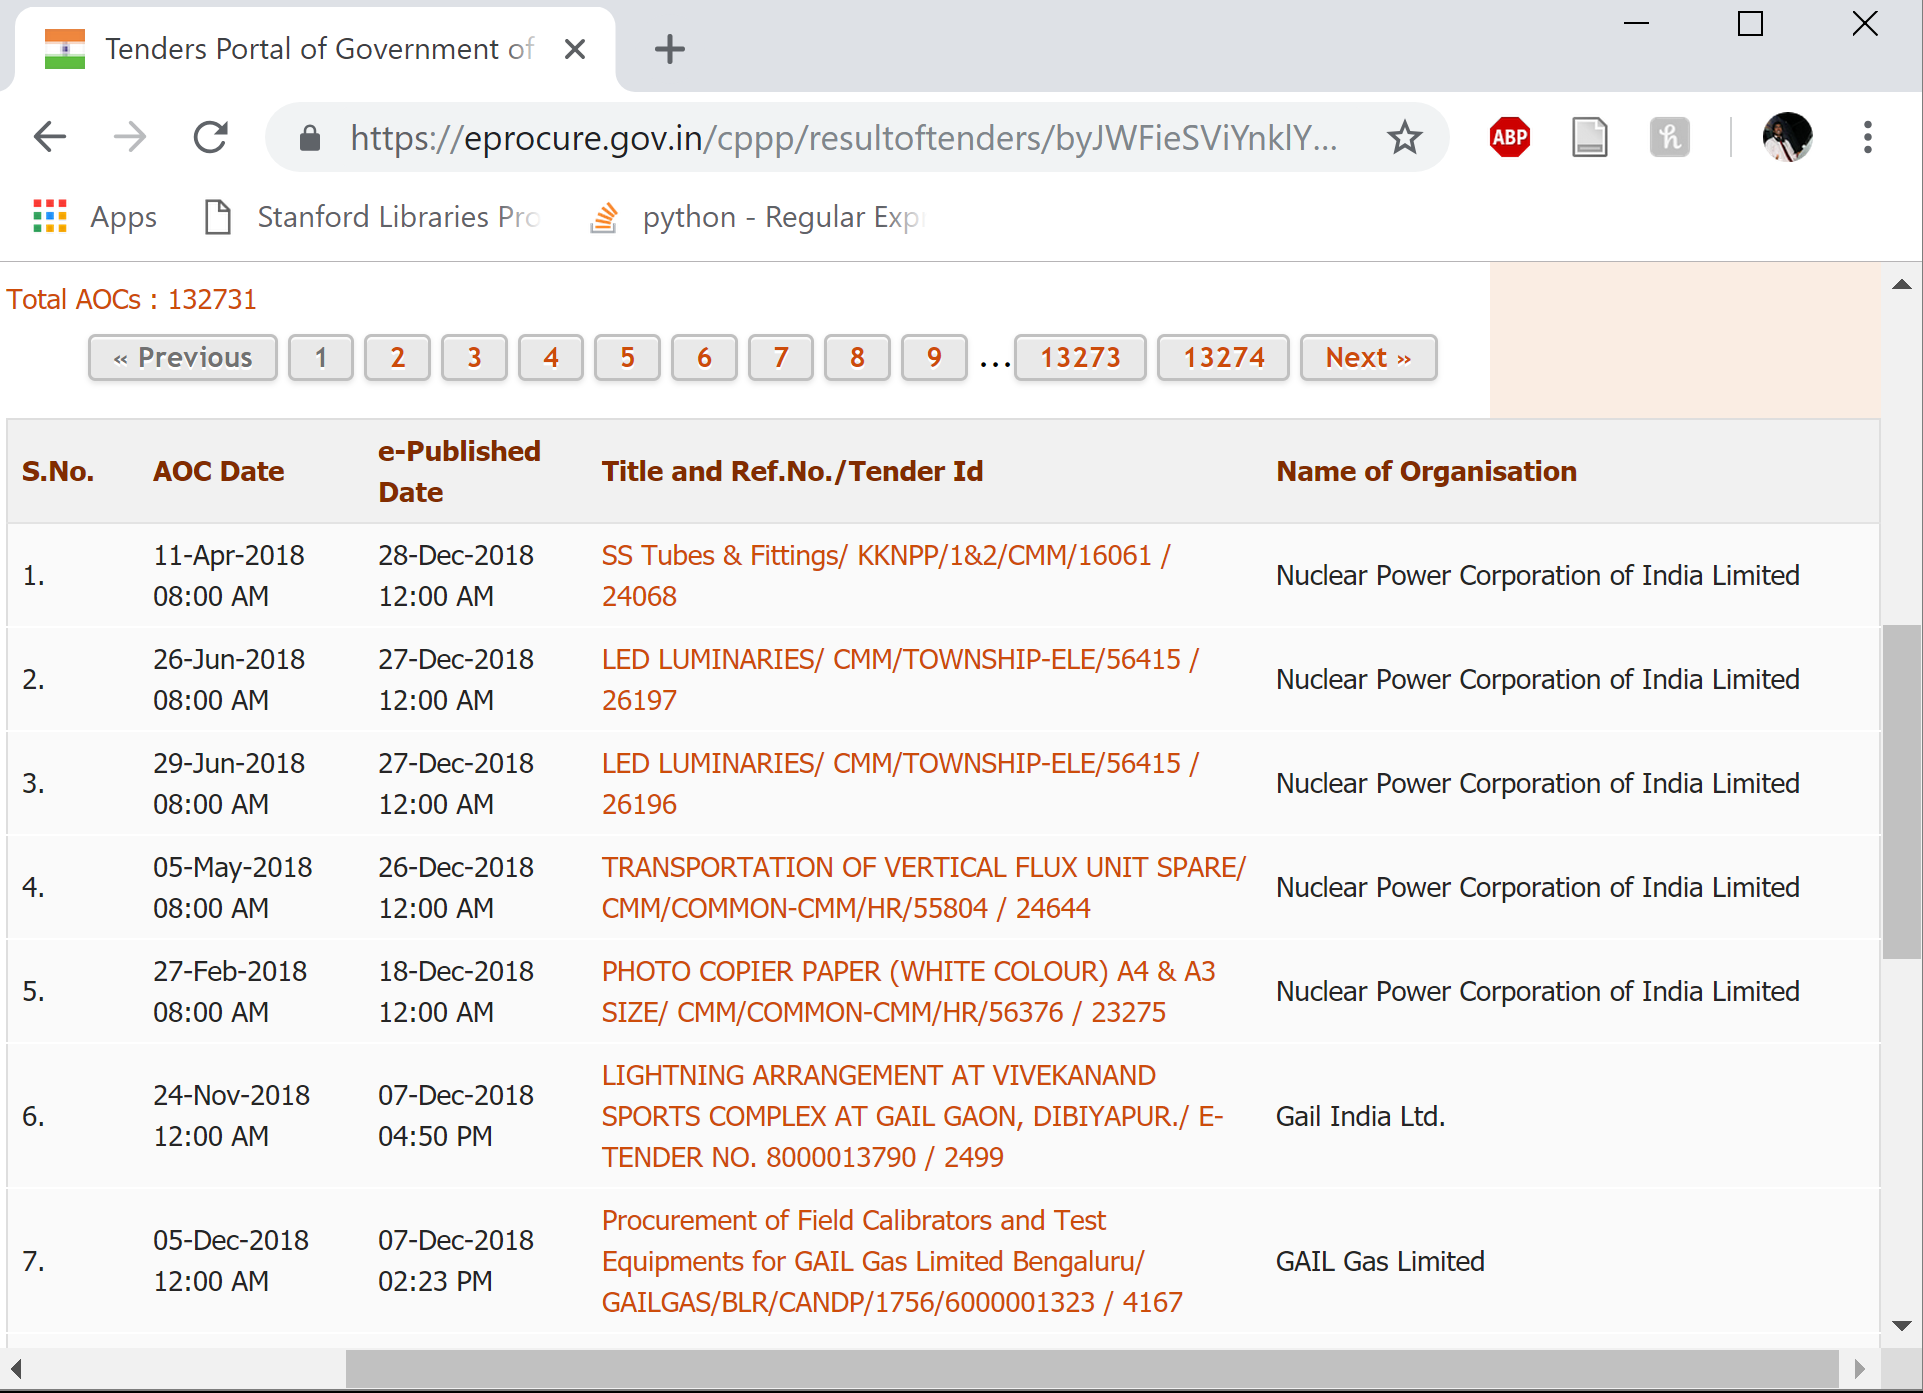 Tenders Portal of Government of
https://eprocure.gov.in/cppp/resultoftenders/byJWFieSViYnklY...
ABP
h
Apps
Stanford Libraries Pro
python - Regular Exp
Total AOCs : 132731
« Previous 1 2 3 4 5 6 7 8 9 ... 13273 13274 Next »
S.No. AOC Date e-Published Date Title and Ref.No./Tender Id Name of Organisation
1. 11-Apr-2018 28-Dec-2018 SS Tubes & Fittings/ KKNPP/1&2/CMM/16061 / Nuclear Power Corporation of India Limited
08:00 AM 12:00 AM 24068
2. 26-Jun-2018 27-Dec-2018 LED LUMINARIES/ CMM/TOWNSHIP-ELE/56415 / Nuclear Power Corporation of India Limited
08:00 AM 12:00 AM 26197
3. 29-Jun-2018 27-Dec-2018 LED LUMINARIES/ CMM/TOWNSHIP-ELE/56415 / Nuclear Power Corporation of India Limited
08:00 AM 12:00 AM 26196
4. 05-May-2018 26-Dec-2018 TRANSPORTATION OF VERTICAL FLUX UNIT SPARE/ Nuclear Power Corporation of India Limited
08:00 AM 12:00 AM CMM/COMMON-CMM/HR/55804 / 24644
5. 27-Feb-2018 18-Dec-2018 PHOTO COPIER PAPER (WHITE COLOUR) A4 & A3 Nuclear Power Corporation of India Limited
08:00 AM 12:00 AM SIZE/ CMM/COMMON-CMM/HR/56376 / 23275
LIGHTNING ARRANGEMENT AT VIVEKANAND
6. 24-Nov-2018 07-Dec-2018 SPORTS COMPLEX AT GAIL GAON, DIBIYAPUR./ E- Gail India Ltd.
12:00 AM 04:50 PM TENDER NO. 8000013790 / 2499
Procurement of Field Calibrators and Test
7. 05-Dec-2018 07-Dec-2018 Equipments for GAIL Gas Limited Bengaluru/ GAIL Gas Limited
12:00 AM 02:23 PM GAILGAS/BLR/CANDP/1756/6000001323 / 4167